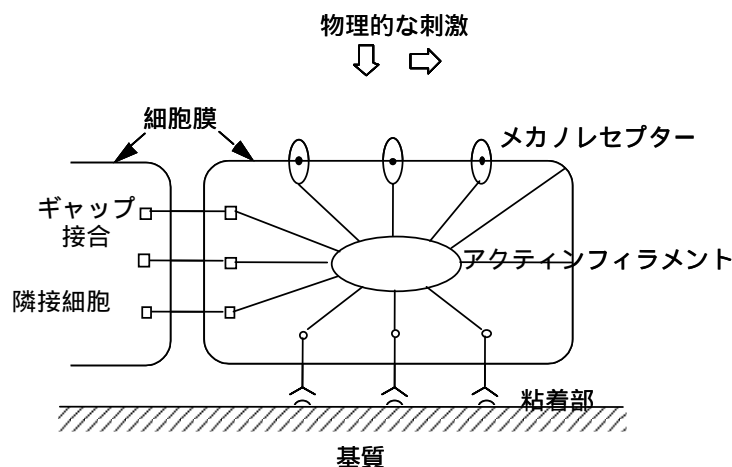 物理的な刺激
細胞膜
メカノレセプター
ギャップ
接合
アクティンフィラメント
隣接細胞
粘着部
基質